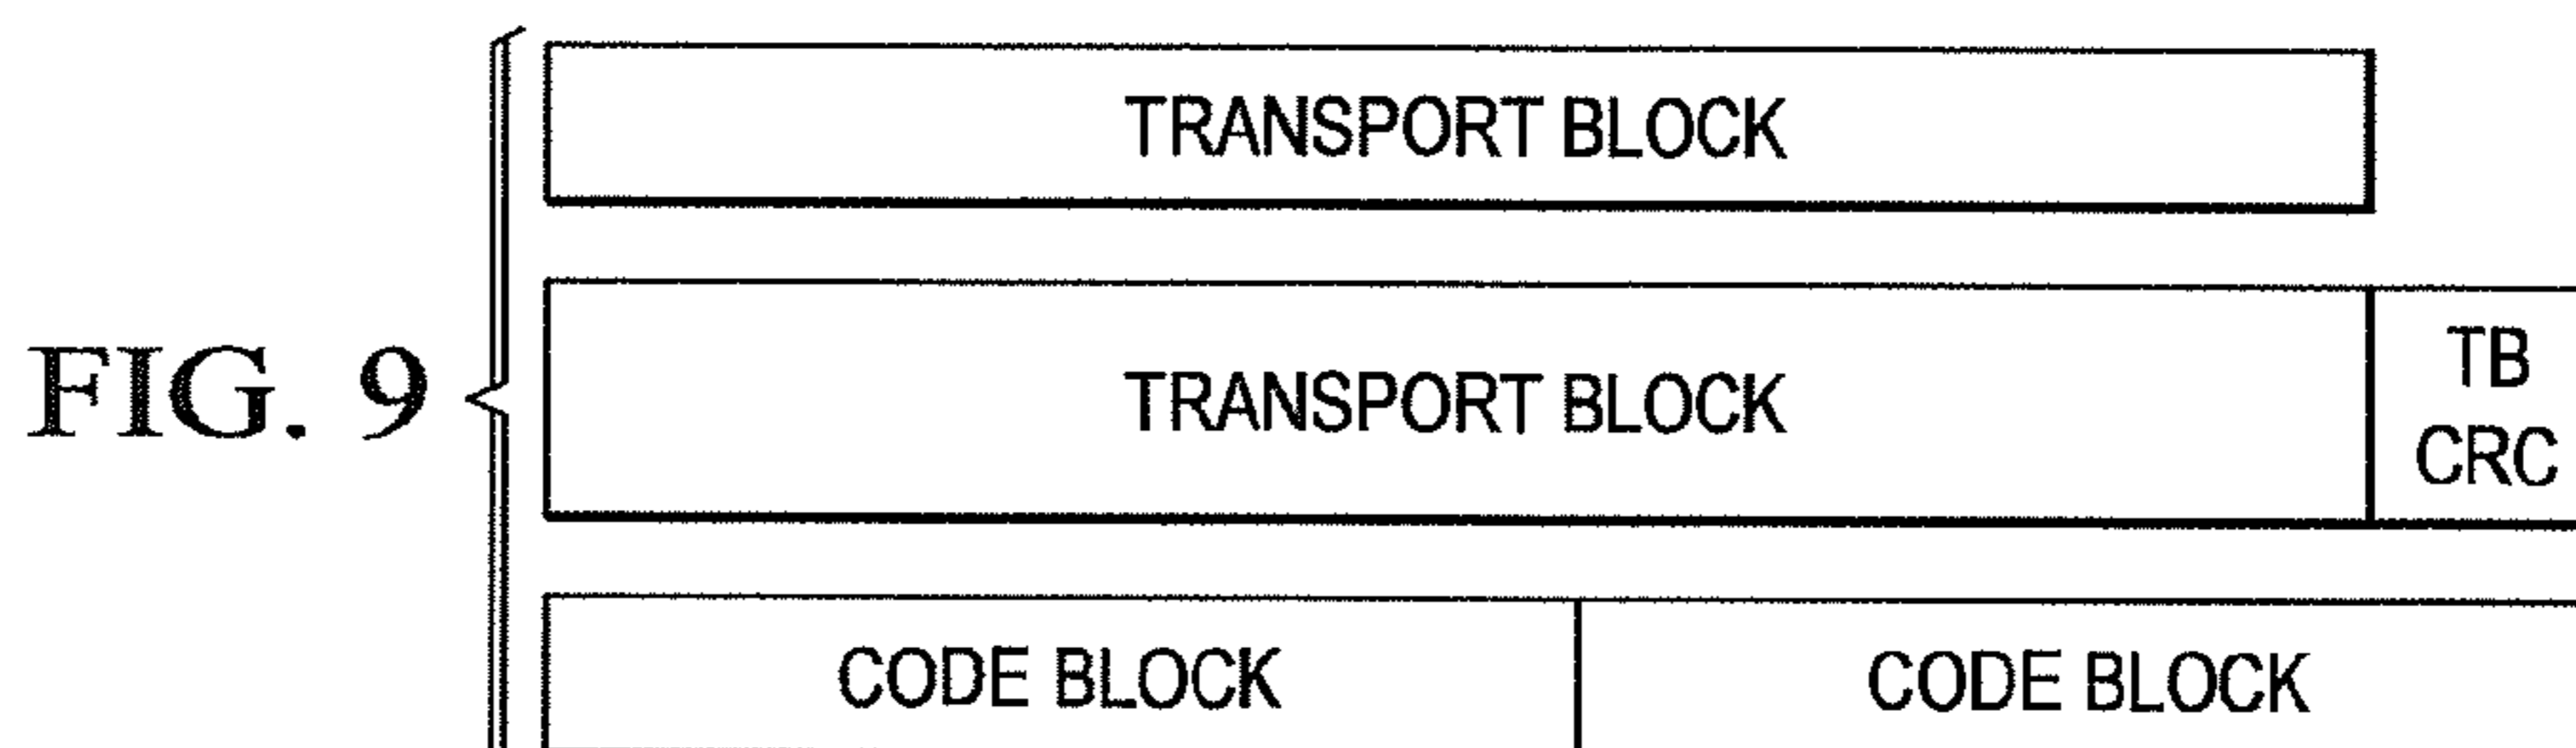 TRANSPORT BLOCK
FIG. 9
TRANSPORT BLOCK
TB
CRC
CODE BLOCK
CODE BLOCK